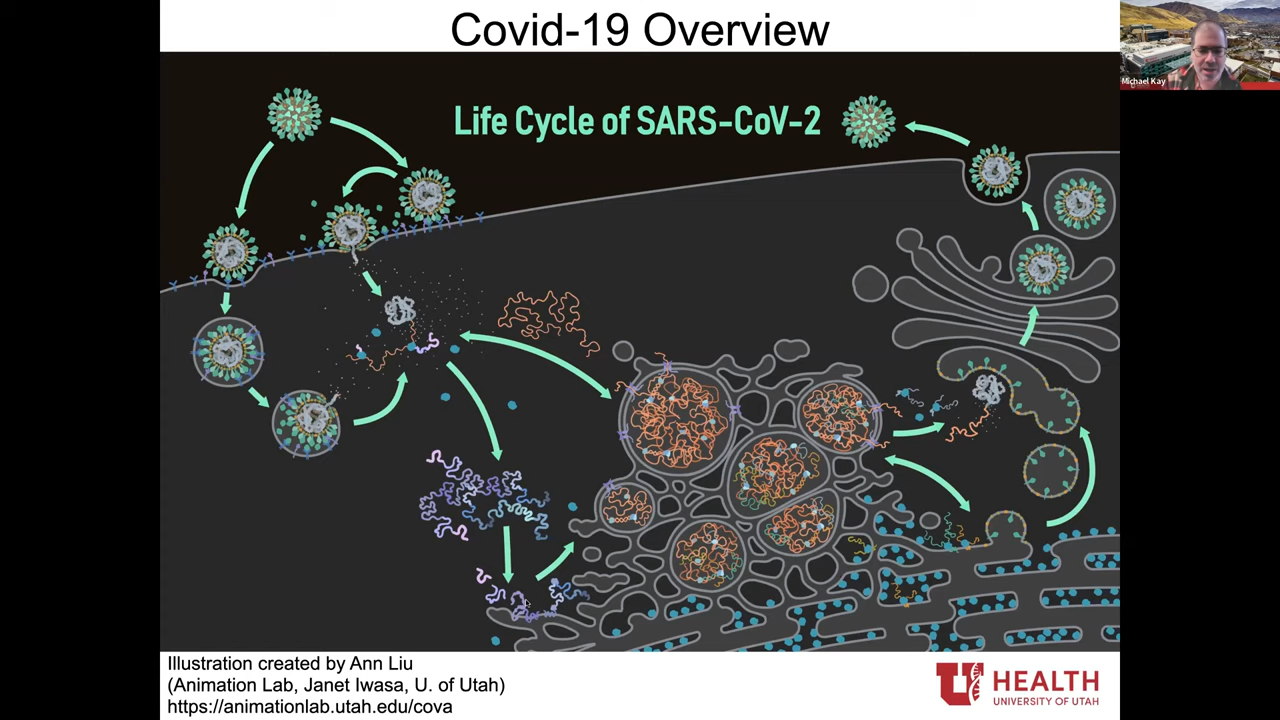 Covid-19 Overview
Michael Kay
Life Cycle of SARS-CoV-2
Illustration created by Ann Liu
(Animation Lab, Janet Iwasa, U. of Utah)
https://animationlab.utah.edu/cova
U HEALTH
UNIVERSITY OF UTAH